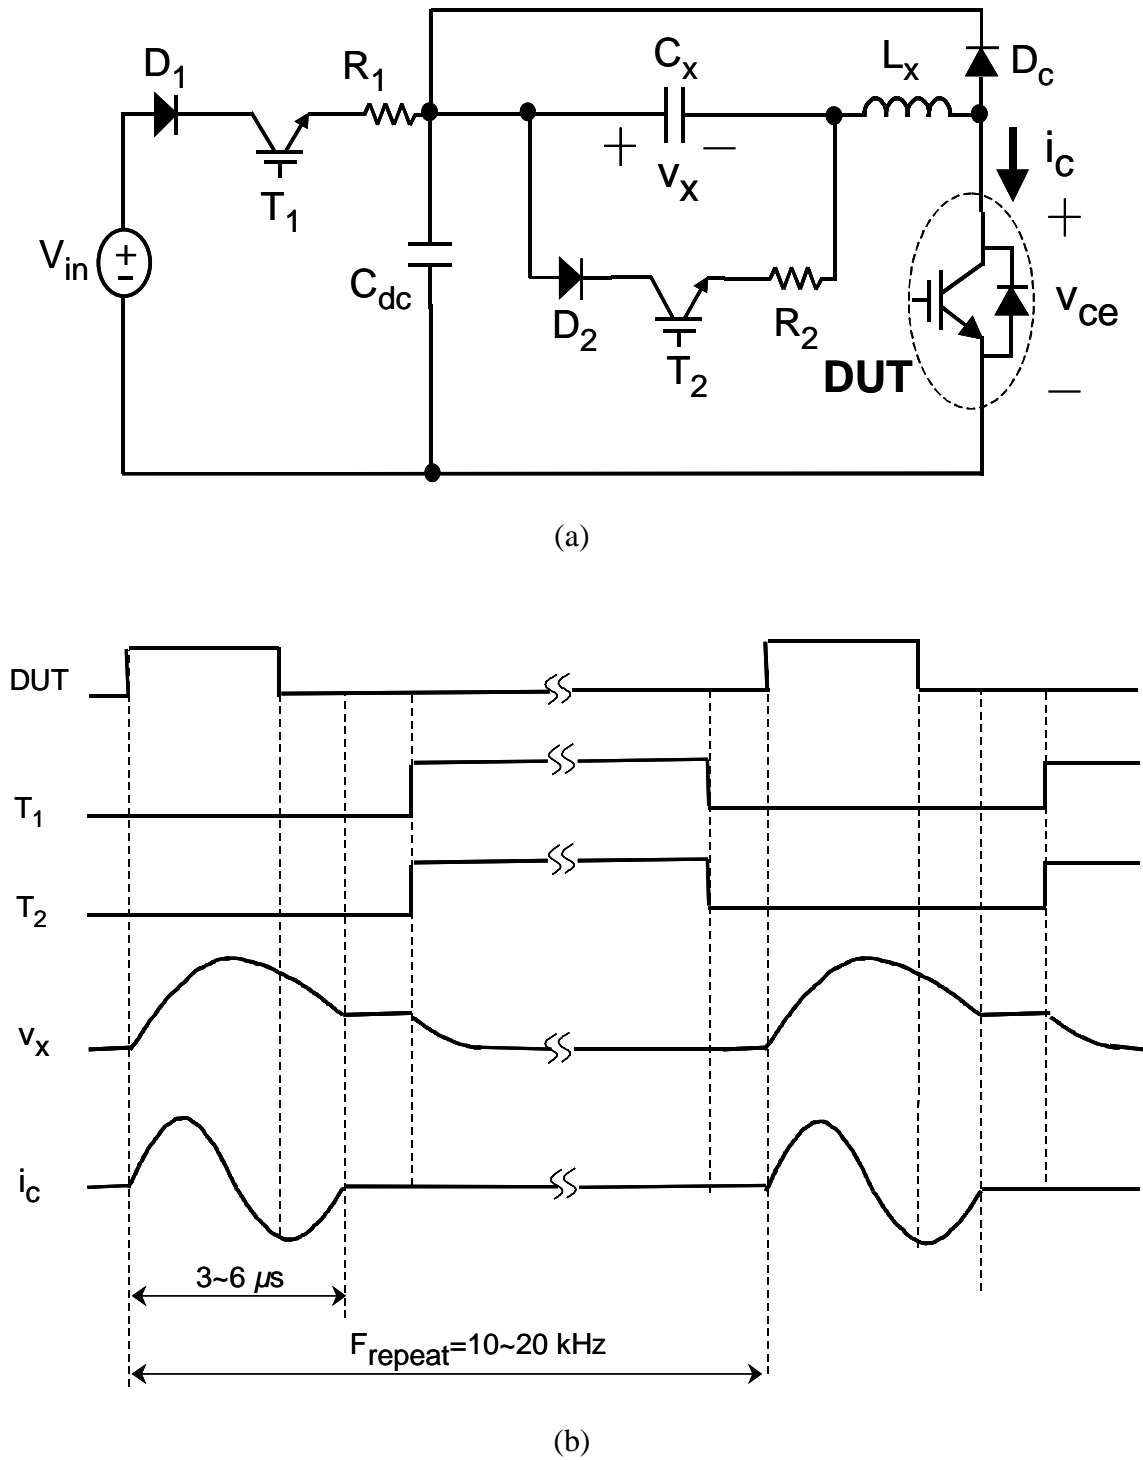 D1
R1
Cx
Lx
Dc
+
vx
−
T1
ic
+
Vin
+
−
Cdc
D2
T2
R2
DUT
vce
−
(a)
DUT
T1
T2
vx
ic
3~6 µs
Frepeat=10~20 kHz
(b)